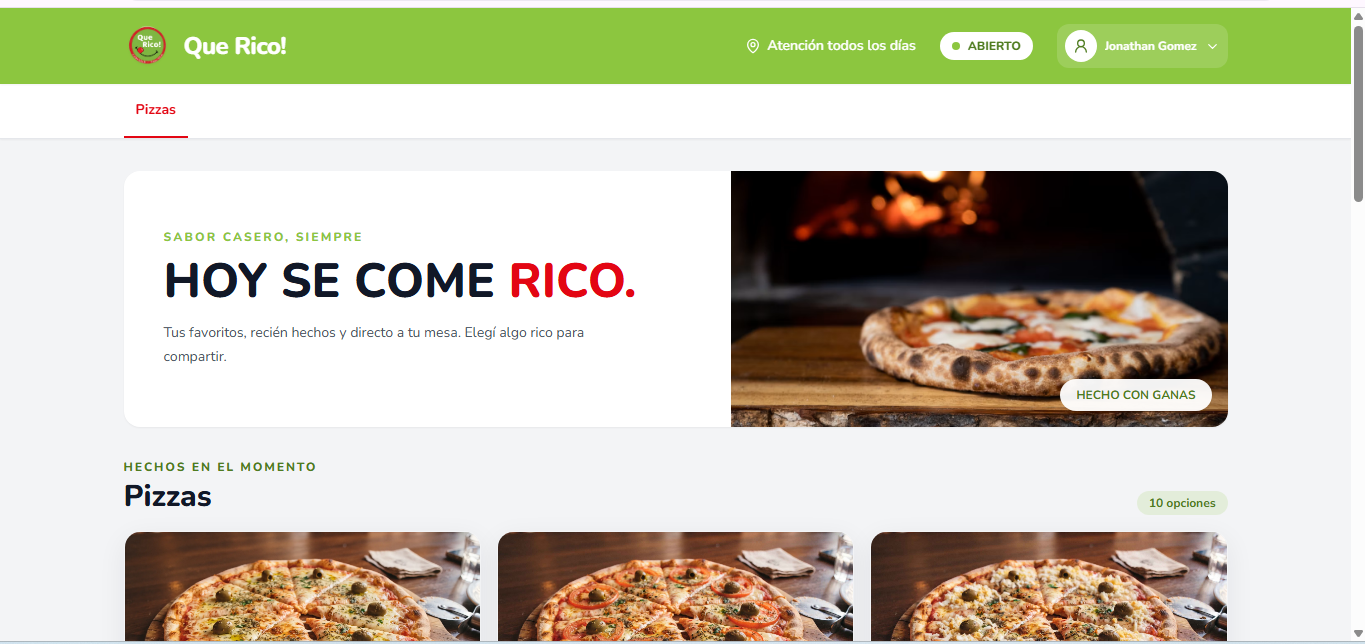 Que
Rico!
Que Rico!
Atención todos los días
ABIERTO
Jonathan Gomez
Pizzas
SABOR CASERO, SIEMPRE
HOY SE COME RICO.
Tus favoritos, recién hechos y directo a tu mesa. Elegí algo rico para
compartir.
HECHO CON GANAS
HECHOS EN EL MOMENTO
Pizzas
10 opciones